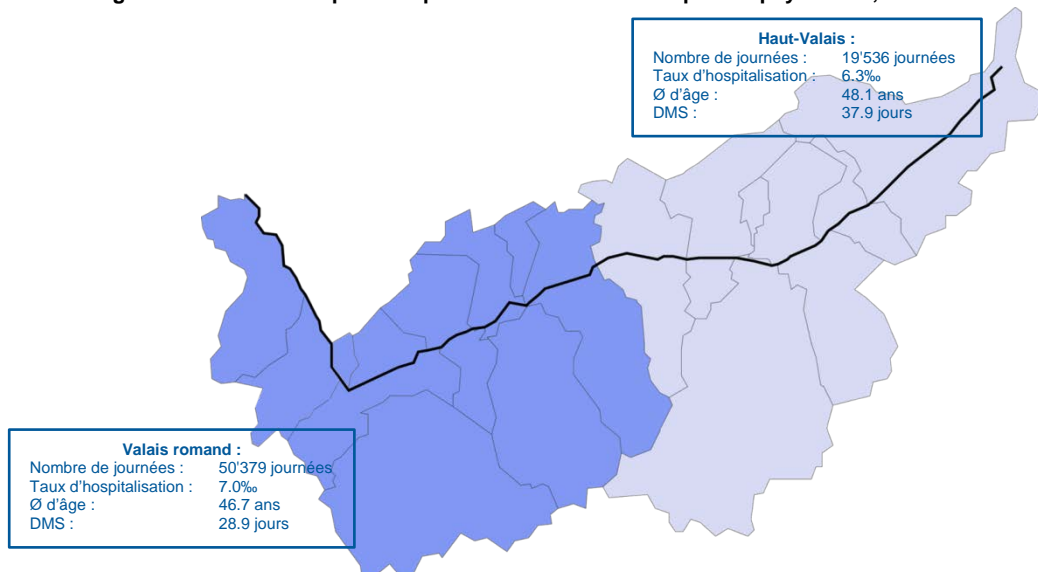 Haut-Valais :
Nombre de journées : 19'536 journées
Taux d'hospitalisation : 6.3‰
Ø d'âge : 48.1 ans
DMS : 37.9 jours
Valais romand :
Nombre de journées : 50'379 journées
Taux d'hospitalisation : 7.0‰
Ø d'âge : 46.7 ans
DMS : 28.9 jours